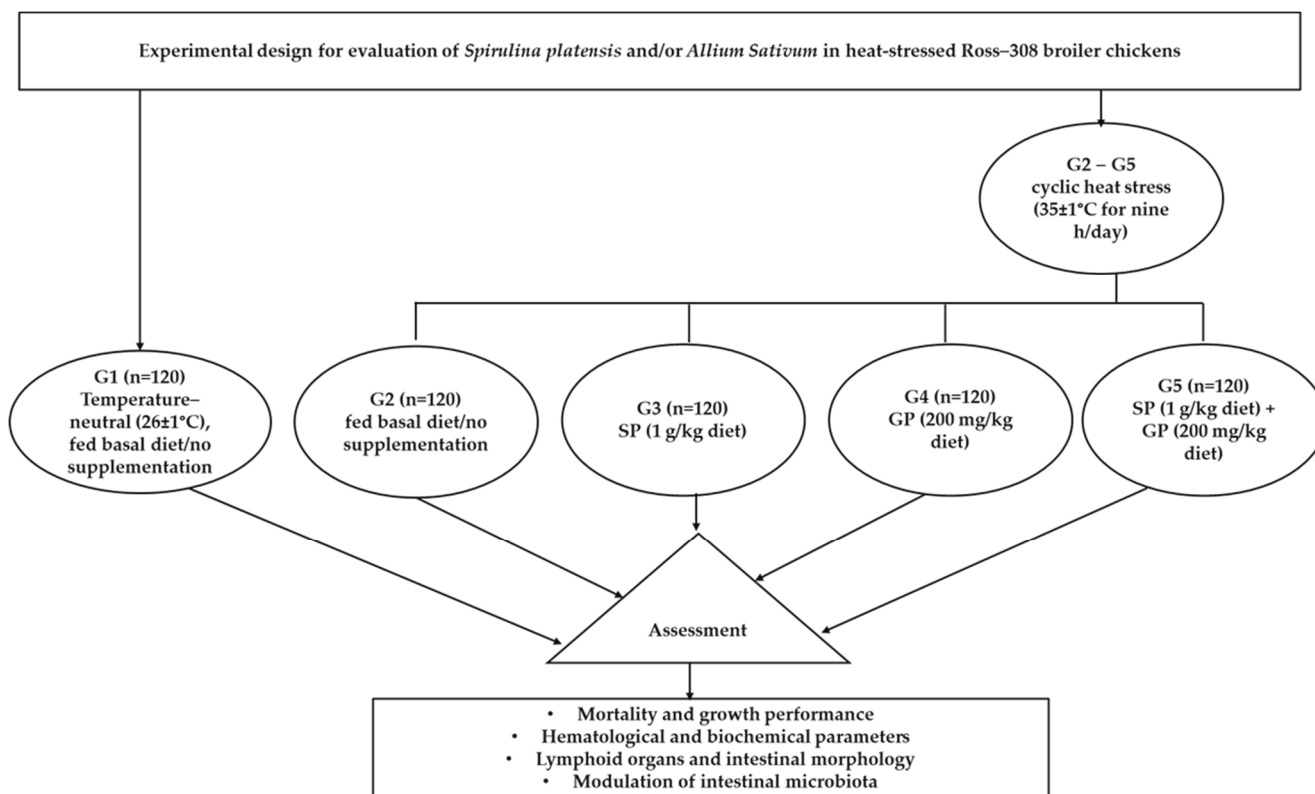 Experimental design for evaluation of Spirulina platensis and/or Allium Sativum in heat-stressed Ross–308 broiler chickens
G2 – G5
cyclic heat stress
(35±1°C for nine
h/day)
G1 (n=120)
Temperature–
neutral (26±1°C),
fed basal diet/no
supplementation
G2 (n=120)
fed basal diet/no
supplementation
G3 (n=120)
SP (1 g/kg diet)
G4 (n=120)
GP (200 mg/kg
diet)
G5 (n=120)
SP (1 g/kg diet) +
GP (200 mg/kg
diet)
Assessment
• Mortality and growth performance
• Hematological and biochemical parameters
• Lymphoid organs and intestinal morphology
• Modulation of intestinal microbiota